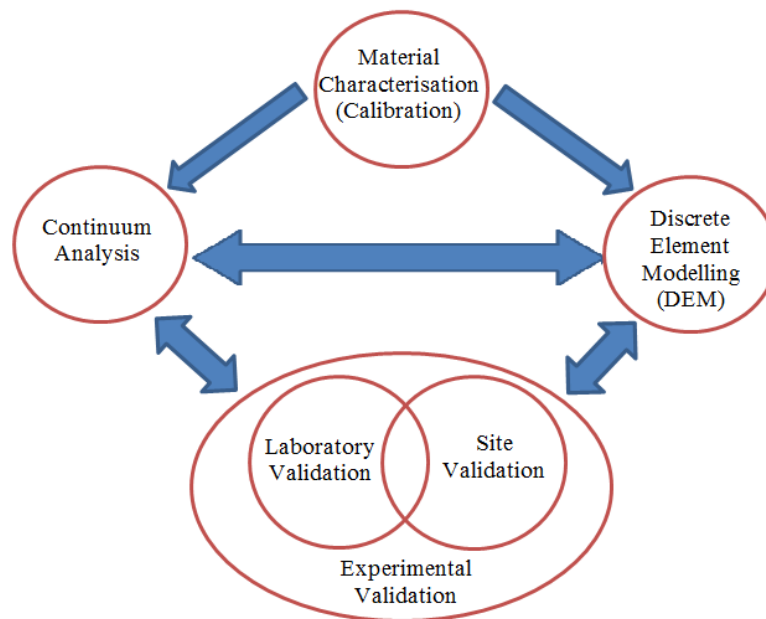 Material
Characterisation
(Calibration)
Continuum
Analysis
Discrete
Element
Modelling
(DEM)
Laboratory
Validation
Site
Validation
Experimental
Validation